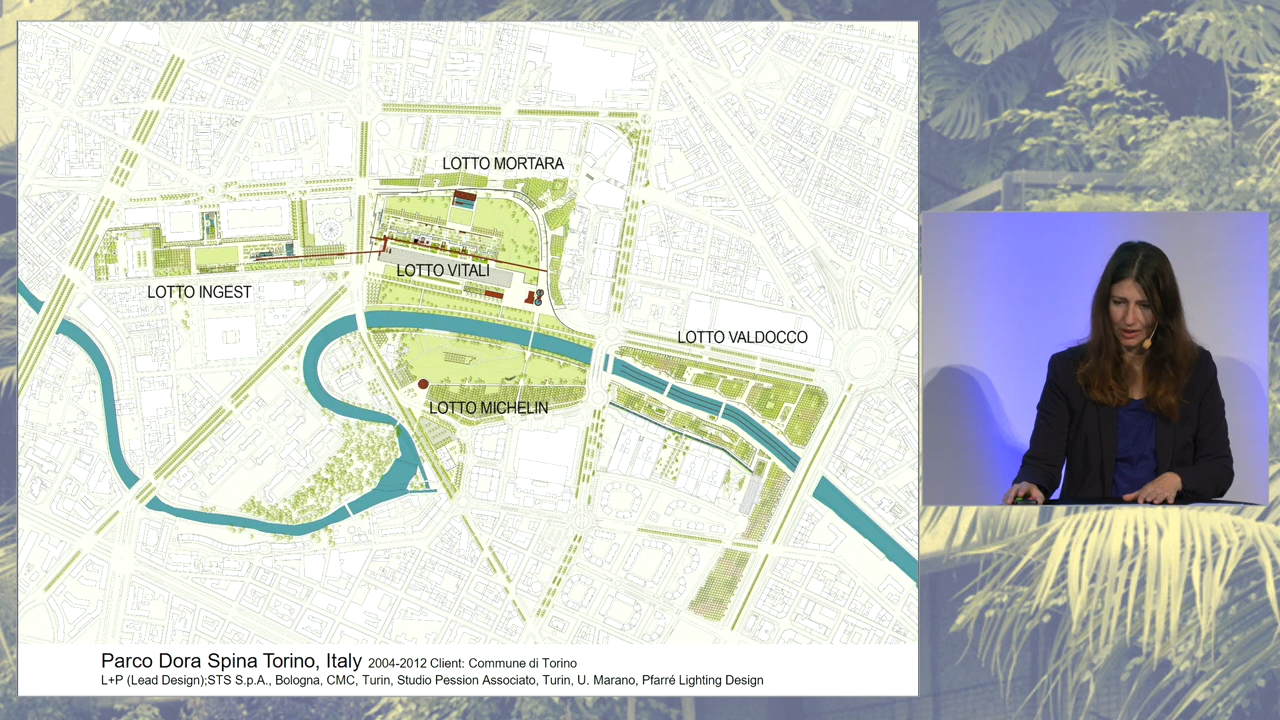 LOTTO MORTARA
LOTTO VITALI
LOTTO INGEST
LOTTO VALDOCCO
LOTTO MICHELIN
Parco Dora Spina Torino, Italy 2004-2012 Client: Commune di Torino
L+P (Lead Design);STS S.p.A., Bologna, CMC, Turin, Studio Pession Associato, Turin, U. Marano, Pfarré Lighting Design